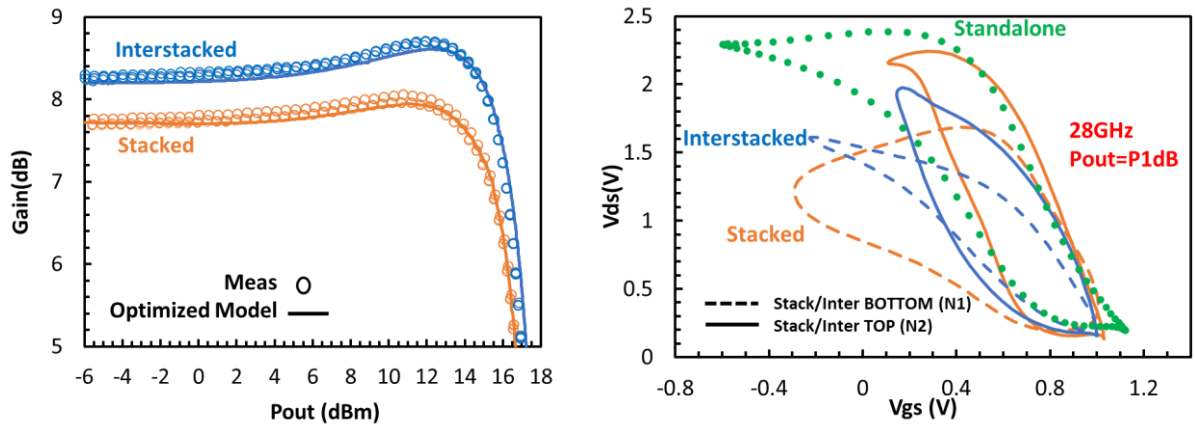 9
8
7
6
5
Gain(dB)
Interstacked
Stacked
Meas
Optimized Model
-6 -4 -2 0 2 4 6 8 10 12 14 16 18
Pout (dBm)
2.5
2
1.5
1
0.5
0
Vds(V)
Standalone
Interstacked
28GHz
Pout=P1dB
Stacked
Stack/Inter BOTTOM (N1)
Stack/Inter TOP (N2)
-0.8 -0.4 0 0.4 0.8 1.2
Vgs (V)